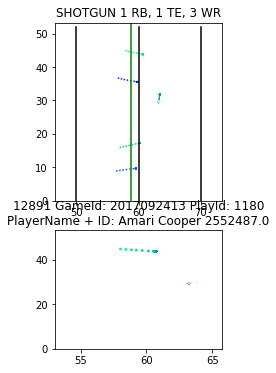 SHOTGUN 1 RB, 1 TE, 3 WR
50
40
30
20
10
0
50 60 70
12891 GameId: 2017092413 PlayId: 1180
PlayerName + ID: Amari Cooper 2552487.0
40
20
0
55 60 65